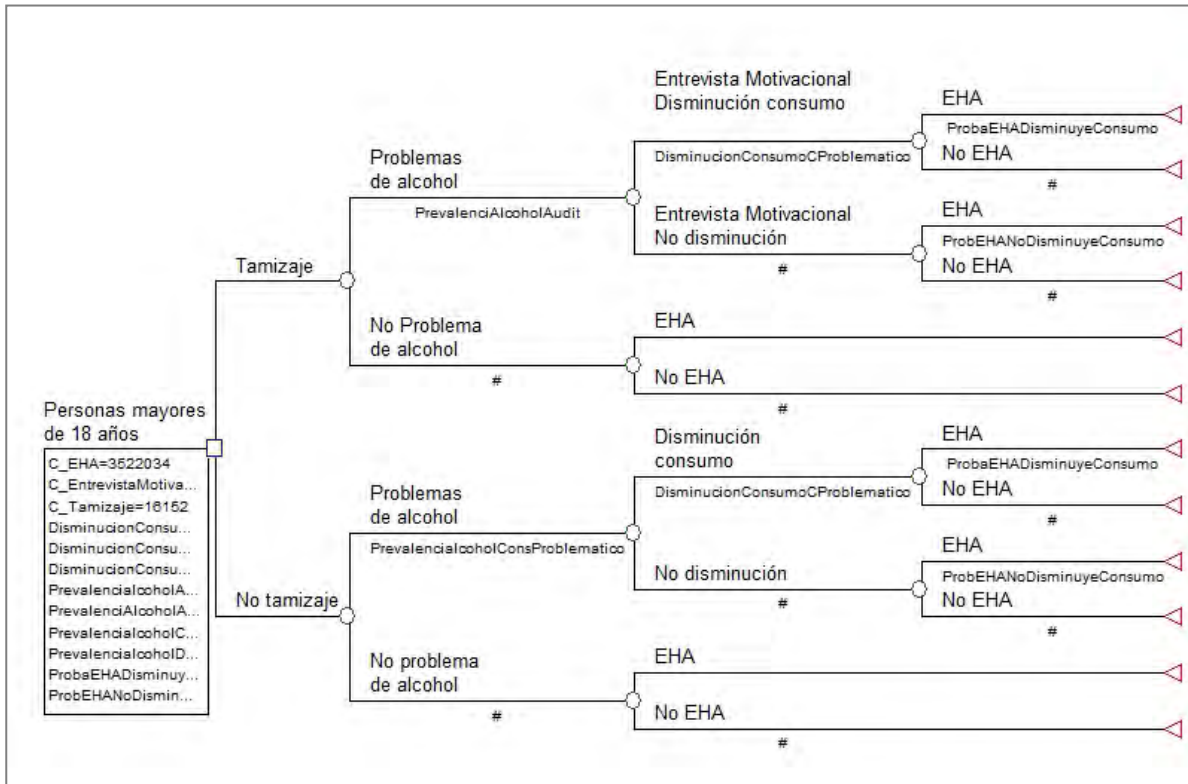 Entrevista Motivacional
Disminución consumo
EHA
ProbaEHADisminuyeConsumo
No EHA
#
Problemas
de alcohol
DisminucionConsumoCProblematico
PrevalenciAlcoholAudit
Entrevista Motivacional
No disminución
#
EHA
ProbEHANoDisminuyeConsumo
No EHA
#
Tamizaje
No Problema
de alcohol
#
EHA
No EHA
#
Personas mayores
de 18 años
C_EHA=3522034
C_EntrevistaMotiva...
C_Tamizaje=16152
DisminucionConsu...
DisminucionConsu...
DisminucionConsu...
PrevalencialcoholA...
PrevalenciAlcoholA...
PrevalencialcoholC...
PrevalencialcoholD...
ProbaEHADisminuy...
ProbEHANoDismin...
Disminución
consumo
DisminucionConsumoCProblematico
EHA
ProbaEHADisminuyeConsumo
No EHA
#
Problemas
de alcohol
PrevalencialcoholConsProblematico
No disminución
#
EHA
ProbEHANoDisminuyeConsumo
No EHA
#
No tamizaje
No problema
de alcohol
#
EHA
No EHA
#